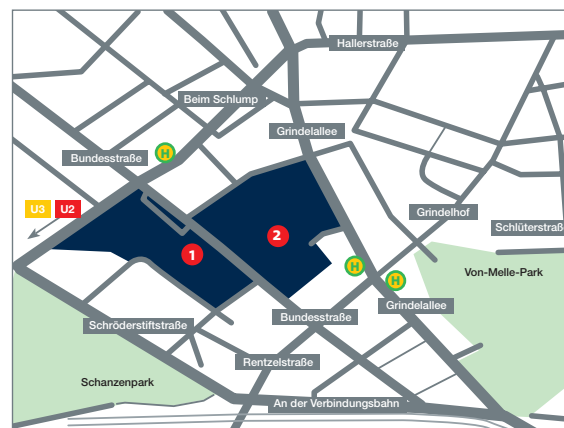 Hallerstraße
Beim Schlump
Grindelallee
H
Bundesstraße
U3 U2
Grindelhof
Schlüterstraß
2
1
H
H
Von-Melle-Park
Grindelallee
Bundesstraße
Schröderstiftstraße
Rentzelstraße
Schanzenpark
An der Verbindungsbahn